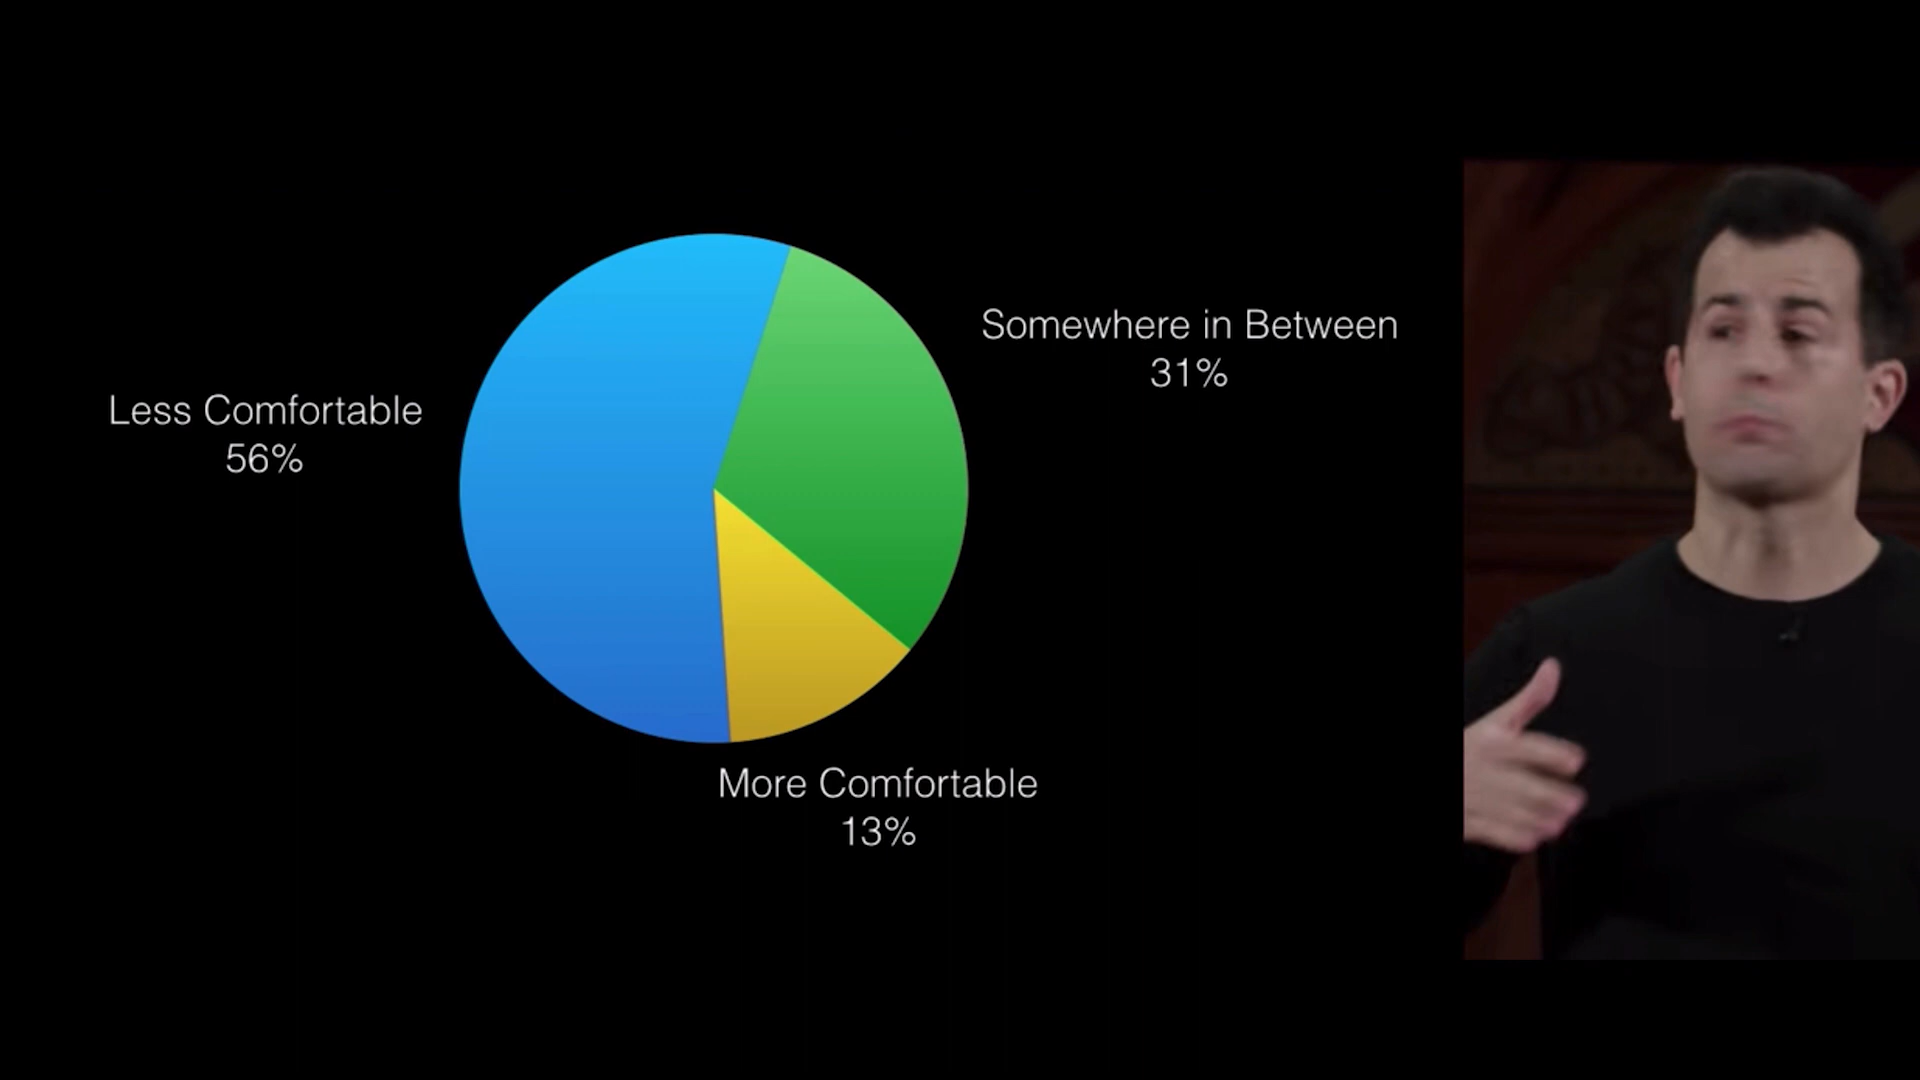 Somewhere in Between
31%
Less Comfortable
56%
More Comfortable
13%